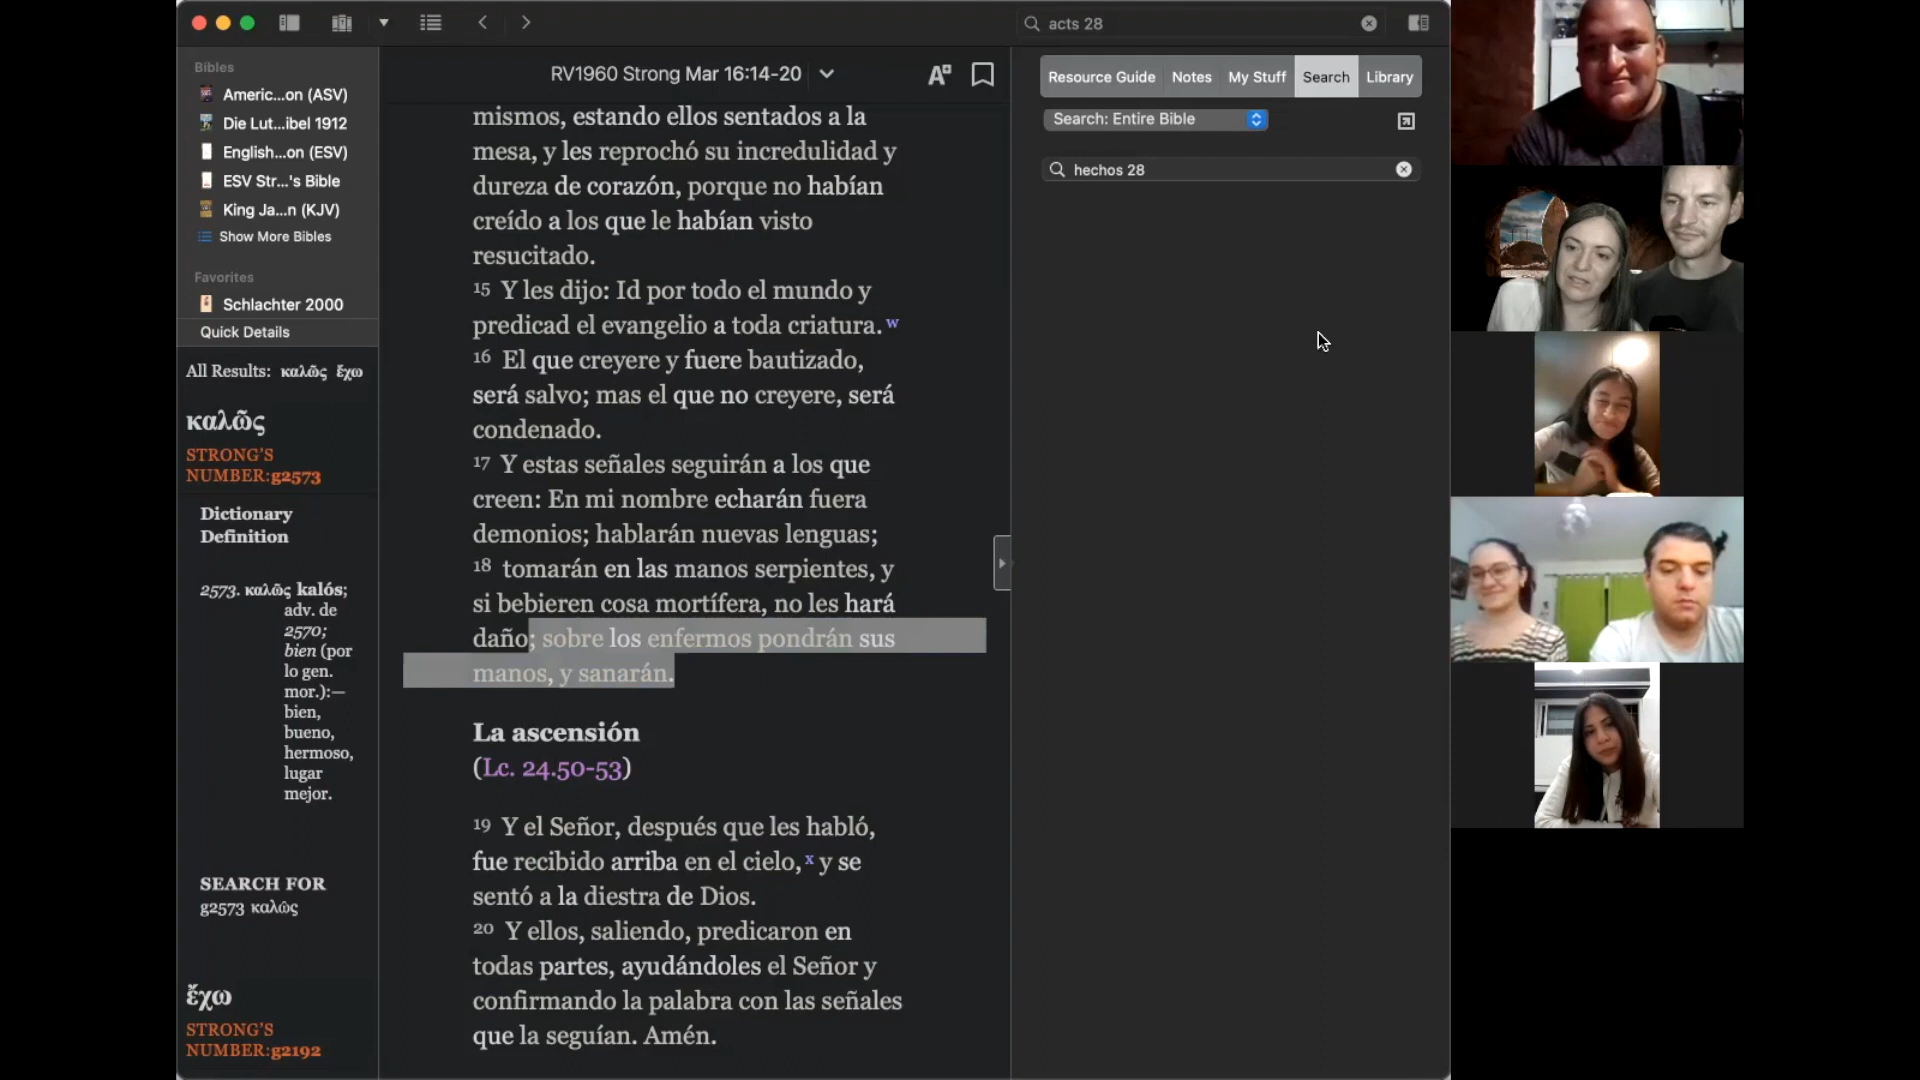 acts 28
Bibles
Americ...on (ASV)
Die Lut...ibel 1912
English...on (ESV)
ESV Str...'s Bible
King Ja...n (KJV)
Show More Bibles
Favorites
Schlachter 2000
Quick Details
All Results: καλῶς ἔχω
καλῶς
STRONG'S
NUMBER:g2573
Dictionary
Definition
2573. καλῶς kalós;
adv. de
2570;
bien (por
lo gen.
mor.):—
bien,
bueno,
hermoso,
lugar
mejor.
SEARCH FOR
g2573 καλῶς
ἔχω
STRONG'S
NUMBER:g2192
RV1960 Strong Mar 16:14-20
mismos, estando ellos sentados a la
mesa, y les reprochó su incredulidad y
dureza de corazón, porque no habían
creído a los que le habían visto
resucitado.
15 Y les dijo: Id por todo el mundo y
predicad el evangelio a toda criatura. w
16 El que creyere y fuere bautizado,
será salvo; mas el que no creyere, será
condenado.
17 Y estas señales seguirán a los que
creen: En mi nombre echarán fuera
demonios; hablarán nuevas lenguas;
18 tomarán en las manos serpientes, y
si bebieren cosa mortífera, no les hará
daño; sobre los enfermos pondrán sus
manos, y sanarán.
La ascensión
(Lc. 24.50-53)
19 Y el Señor, después que les habló,
fue recibido arriba en el cielo, x y se
sentó a la diestra de Dios.
20 Y ellos, saliendo, predicaron en
todas partes, ayudándoles el Señor y
confirmando la palabra con las señales
que la seguían. Amén.
Resource Guide Notes My Stuff Search Library
Search: Entire Bible
hechos 28